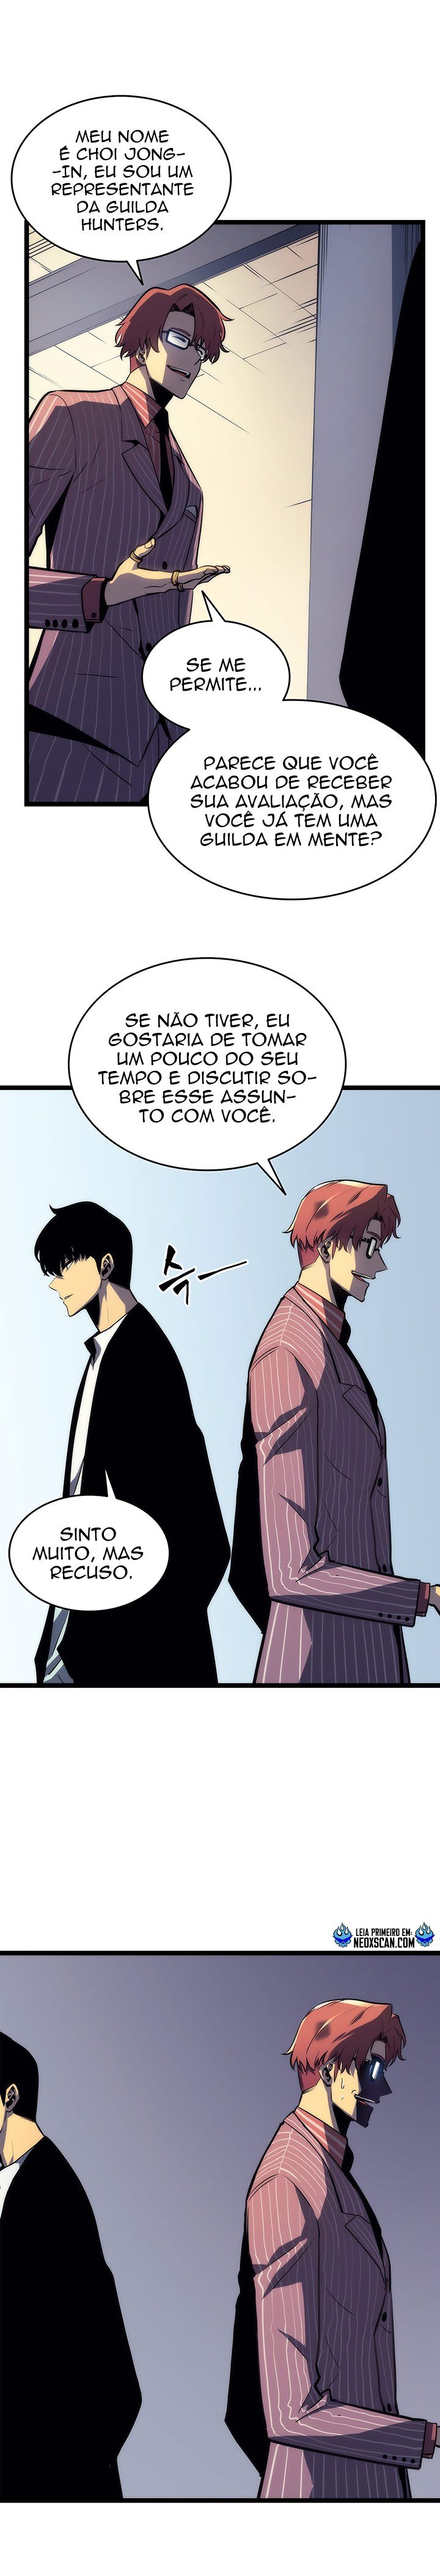 MEU NOME
É CHOI JONG-
-IN, EU SOU UM
REPRESENTANTE
DA GUILDA
HUNTERS.
SE ME
PERMITE...
PARECE QUE VOCÊ
ACABOU DE RECEBER
SUA AVALIAÇÃO, MAS
VOCÊ JÁ TEM UMA
GUILDA EM MENTE?
SE NÃO TIVER, EU
GOSTARIA DE TOMAR
UM POUCO DO SEU
TEMPO E DISCUTIR SO-
BRE ESSE ASSUN-
TO COM VOCÊ.
SINTO
MUITO, MAS
RECUSO.
LEIA PRIMEIRO EM:
NEOXSCAN.COM